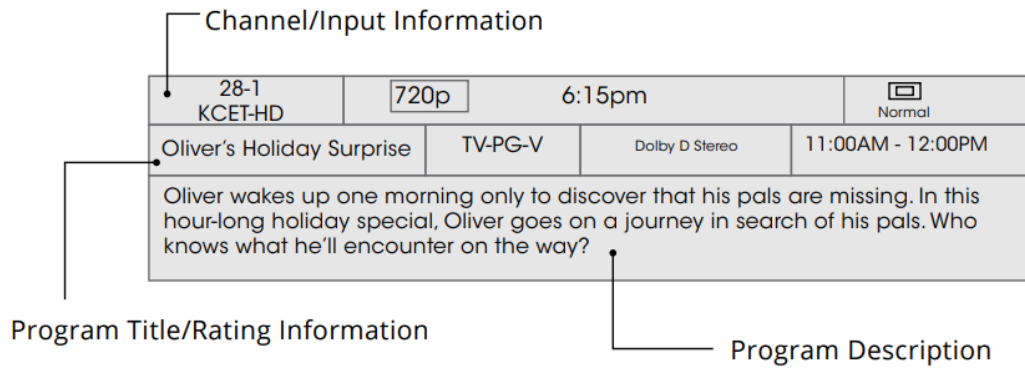 Channel/Input Information
28-1
KCET-HD
720p
6:15pm
Normal
Oliver's Holiday Surprise
TV-PG-V
Dolby D Stereo
11:00AM - 12:00PM
Oliver wakes up one morning only to discover that his pals are missing. In this
hour-long holiday special, Oliver goes on a journey in search of his pals. Who
knows what he'll encounter on the way?
Program Title/Rating Information
Program Description